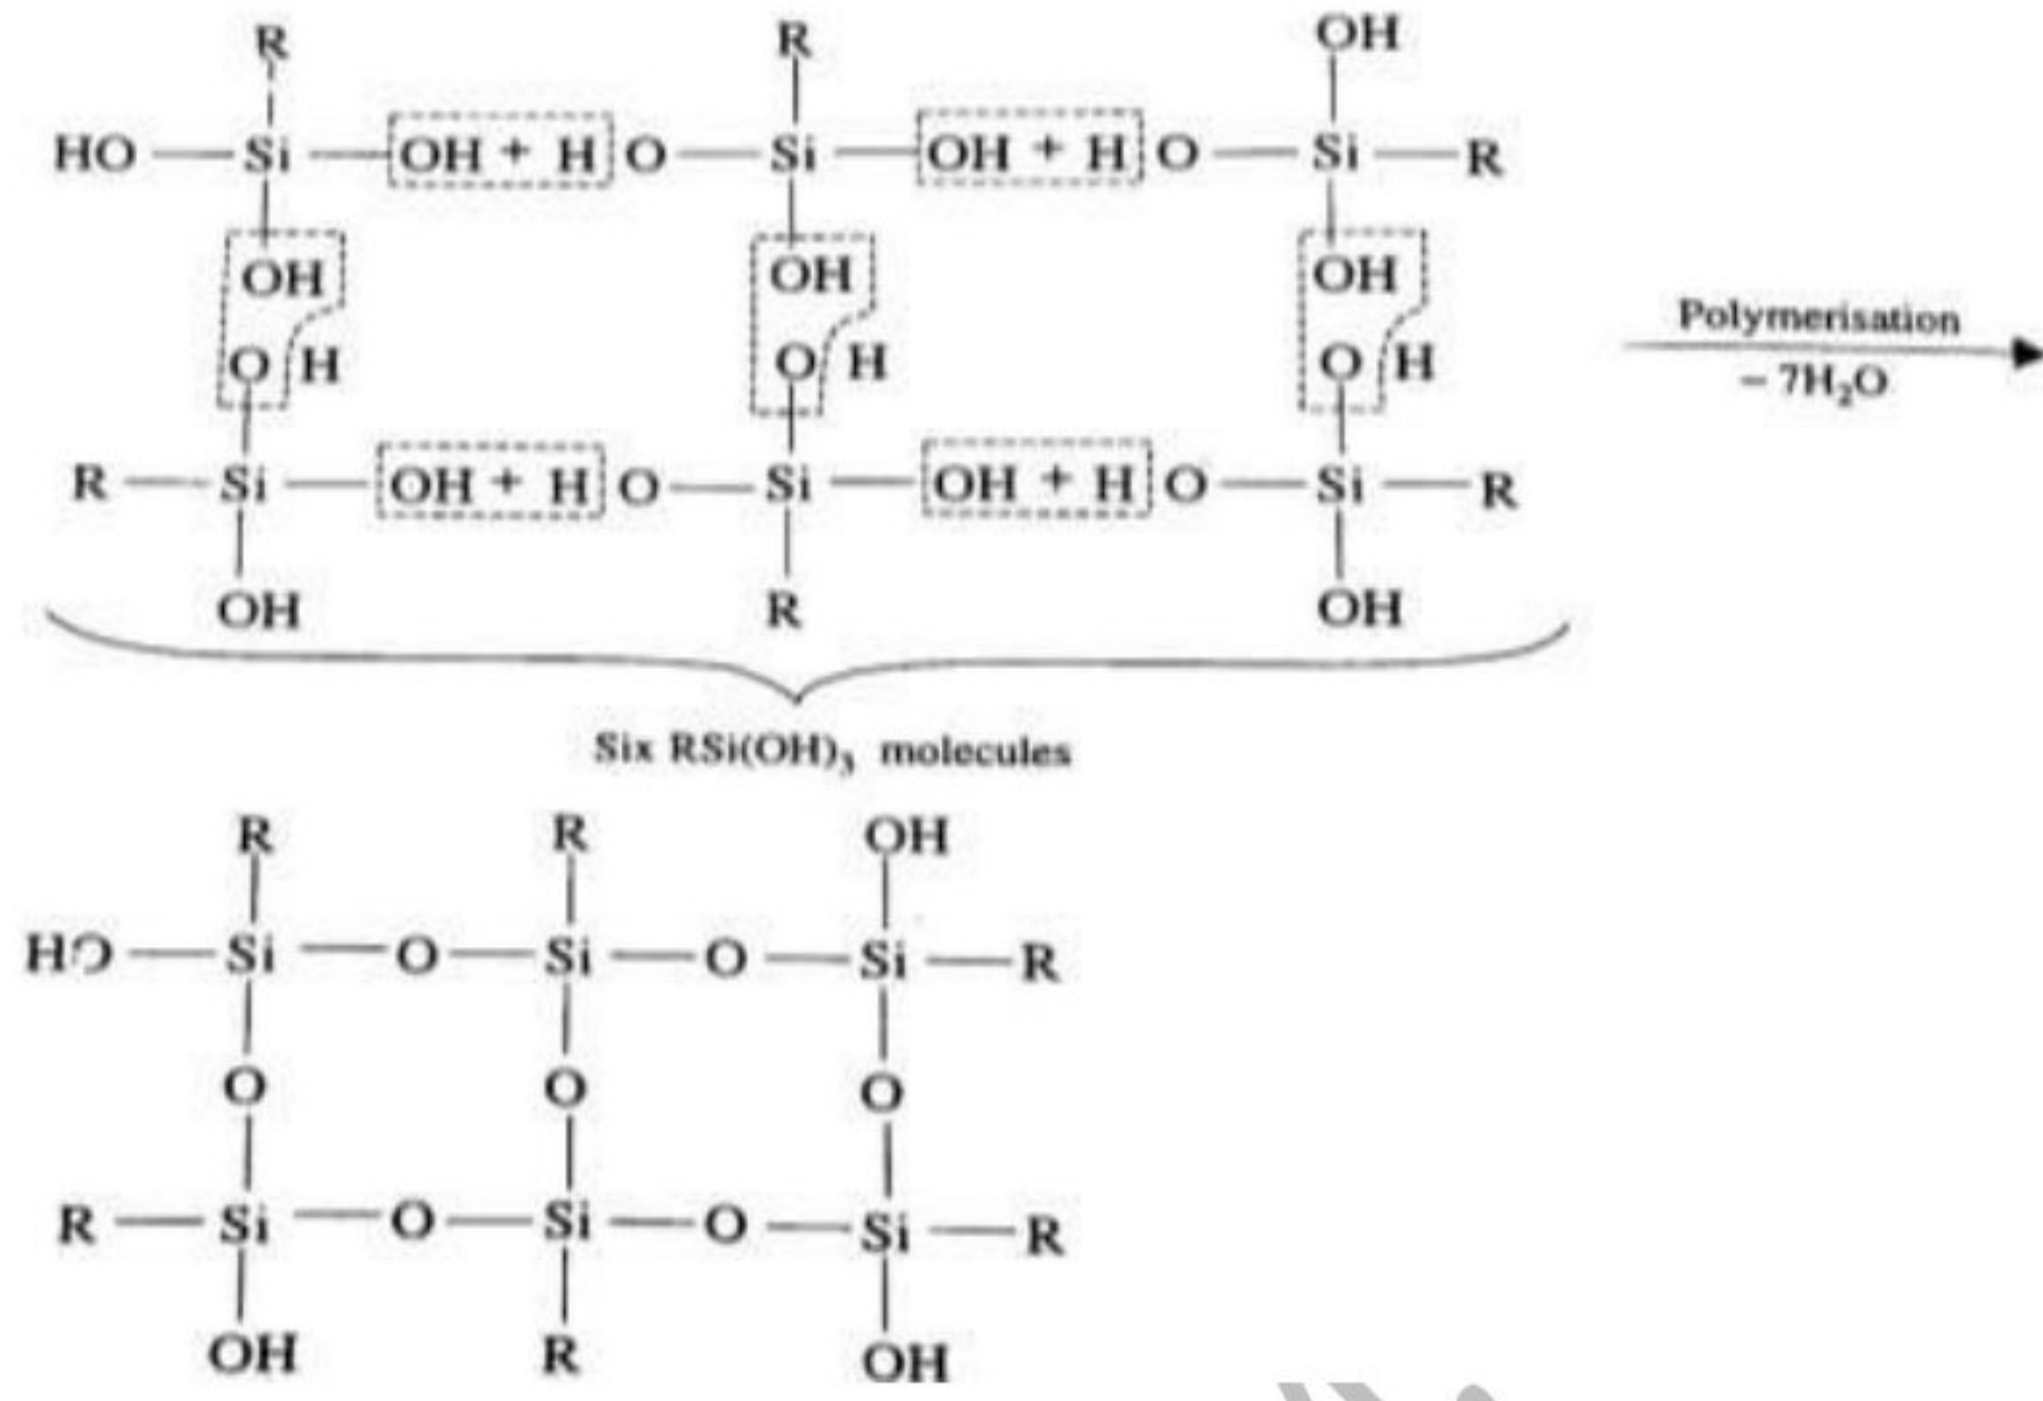 R R OH
HO — Si — OH + H O — Si — OH + H O — Si — R
OH OH OH
Polymerisation
O H O H O H
– 7H₂O
R — Si — OH + H O — Si — OH + H O — Si — R
OH R OH
Six RSi(OH)₃ molecules
R R OH
HO — Si — O — Si — O — Si — R
O O O
R — Si — O — Si — O — Si — R
OH R OH